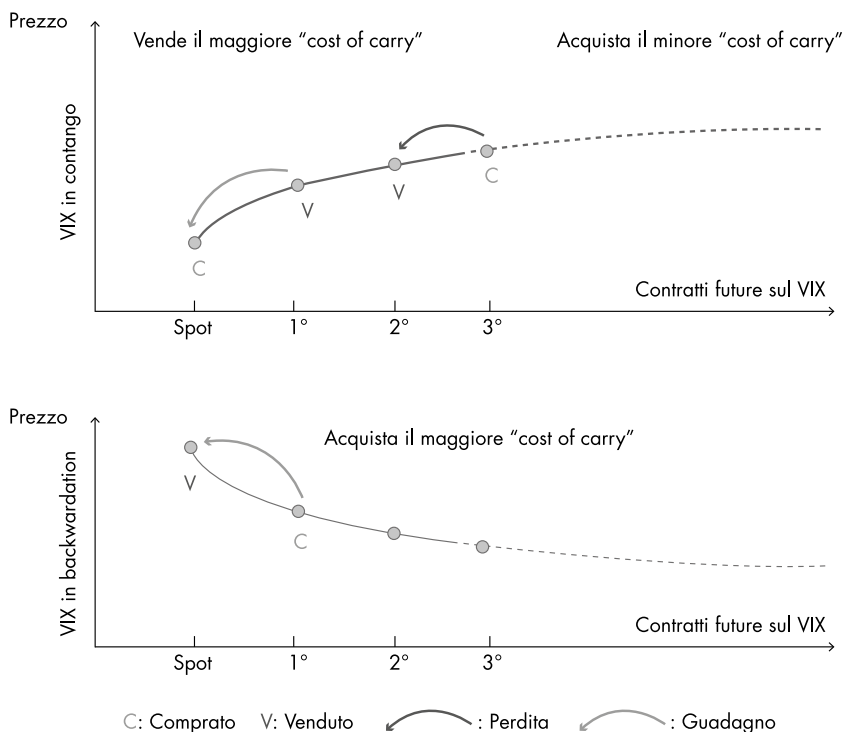 Prezzo
Vende il maggiore “cost of carry”
Acquista il minore “cost of carry”
VIX in contango
C
V
V
C
Contratti future sul VIX
Spot
1°
2°
3°
Prezzo
Acquista il maggiore “cost of carry”
VIX in backwardation
V
C
Contratti future sul VIX
Spot
1°
2°
3°
C: Comprato V: Venduto : Perdita : Guadagno